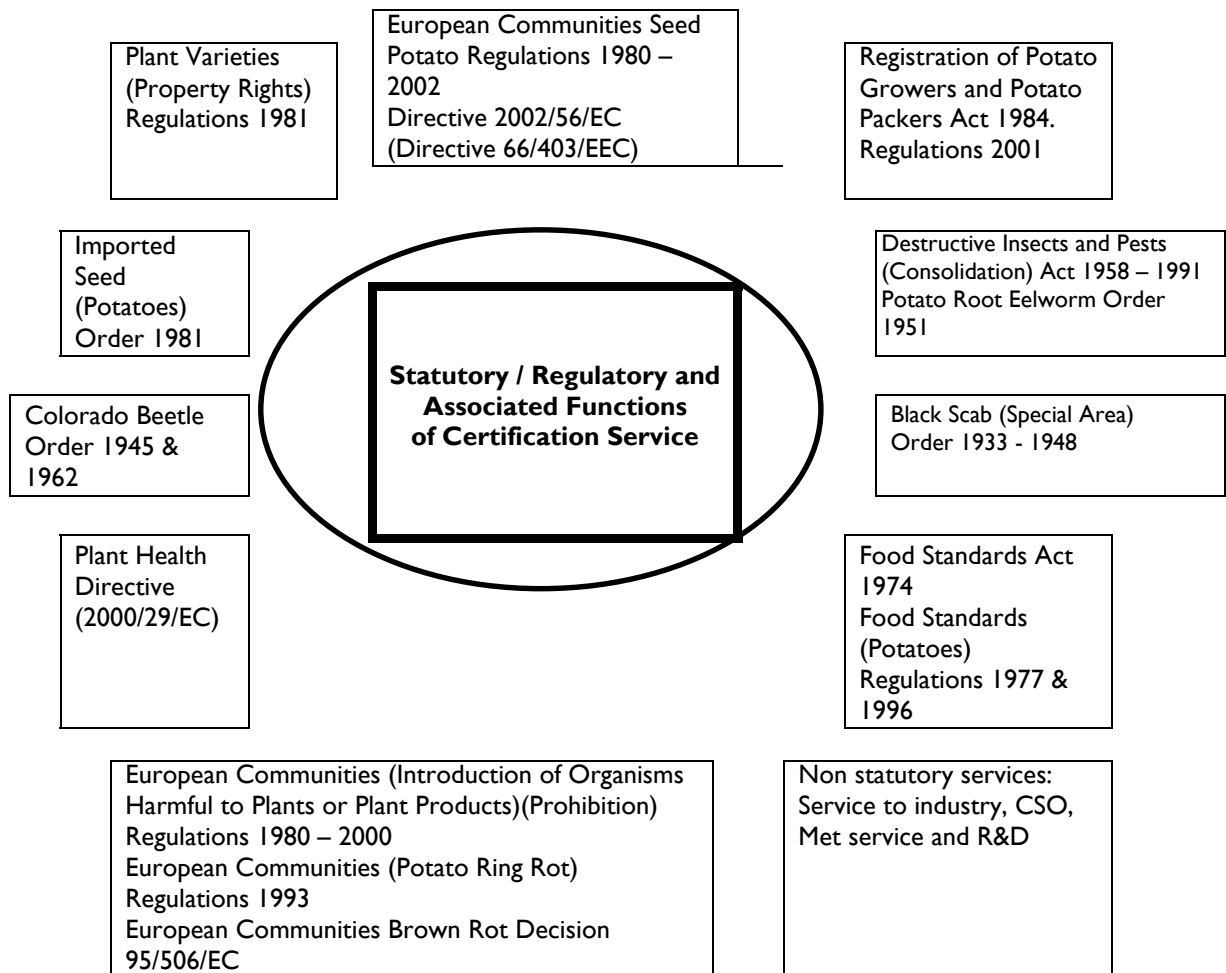 Plant Varieties
(Property Rights)
Regulations 1981
European Communities Seed
Potato Regulations 1980 –
2002
Directive 2002/56/EC
(Directive 66/403/EEC)
Registration of Potato
Growers and Potato
Packers Act 1984.
Regulations 2001
Imported
Seed
(Potatoes)
Order 1981
Destructive Insects and Pests
(Consolidation) Act 1958 – 1991
Potato Root Eelworm Order
1951
Statutory / Regulatory and
Associated Functions
of Certification Service
Colorado Beetle
Order 1945 &
1962
Black Scab (Special Area)
Order 1933 - 1948
Plant Health
Directive
(2000/29/EC)
Food Standards Act
1974
Food Standards
(Potatoes)
Regulations 1977 &
1996
European Communities (Introduction of Organisms
Harmful to Plants or Plant Products)(Prohibition)
Regulations 1980 – 2000
European Communities (Potato Ring Rot)
Regulations 1993
European Communities Brown Rot Decision
95/506/EC
Non statutory services:
Service to industry, CSO,
Met service and R&D